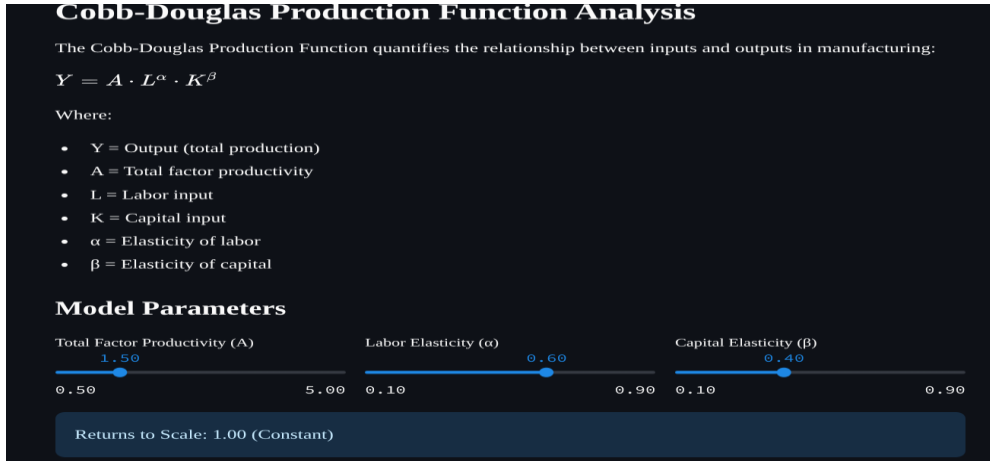 Cobb-Douglas Production Function Analysis
The Cobb-Douglas Production Function quantifies the relationship between inputs and outputs in manufacturing:
Y = A · L^α · K^β
Where:
• Y = Output (total production)
• A = Total factor productivity
• L = Labor input
• K = Capital input
• α = Elasticity of labor
• β = Elasticity of capital
Model Parameters
Total Factor Productivity (A) Labor Elasticity (α) Capital Elasticity (β)
1.50 0.60 0.40
0.50 5.00 0.10 0.90 0.10 0.90
Returns to Scale: 1.00 (Constant)